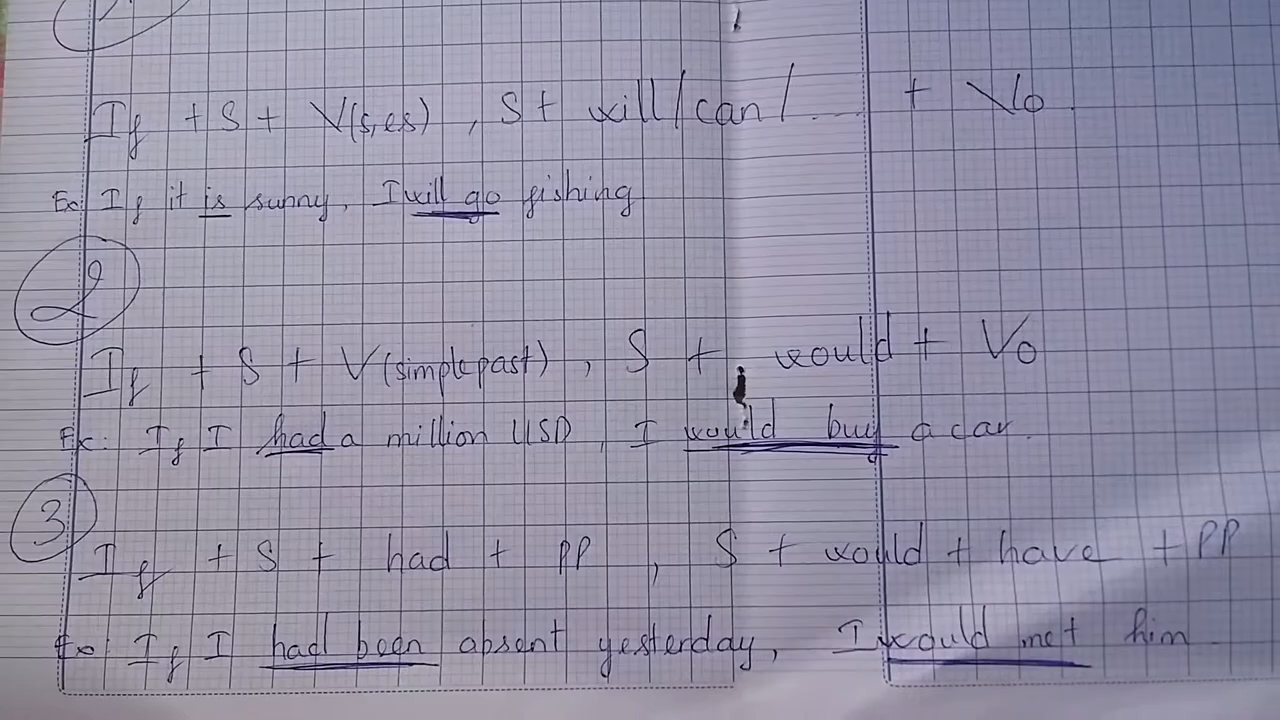 If + S + V(s,es) , S + will/can/.... + Vo
Ex: If it is sunny, I will go fishing
2
If + S + V(simple past) , S + would + Vo
Ex: If I had a million USD, I would buy a car.
3
If + S + had + PP , S + would + have + PP
Ex: If I had been absent yesterday, I would met him.